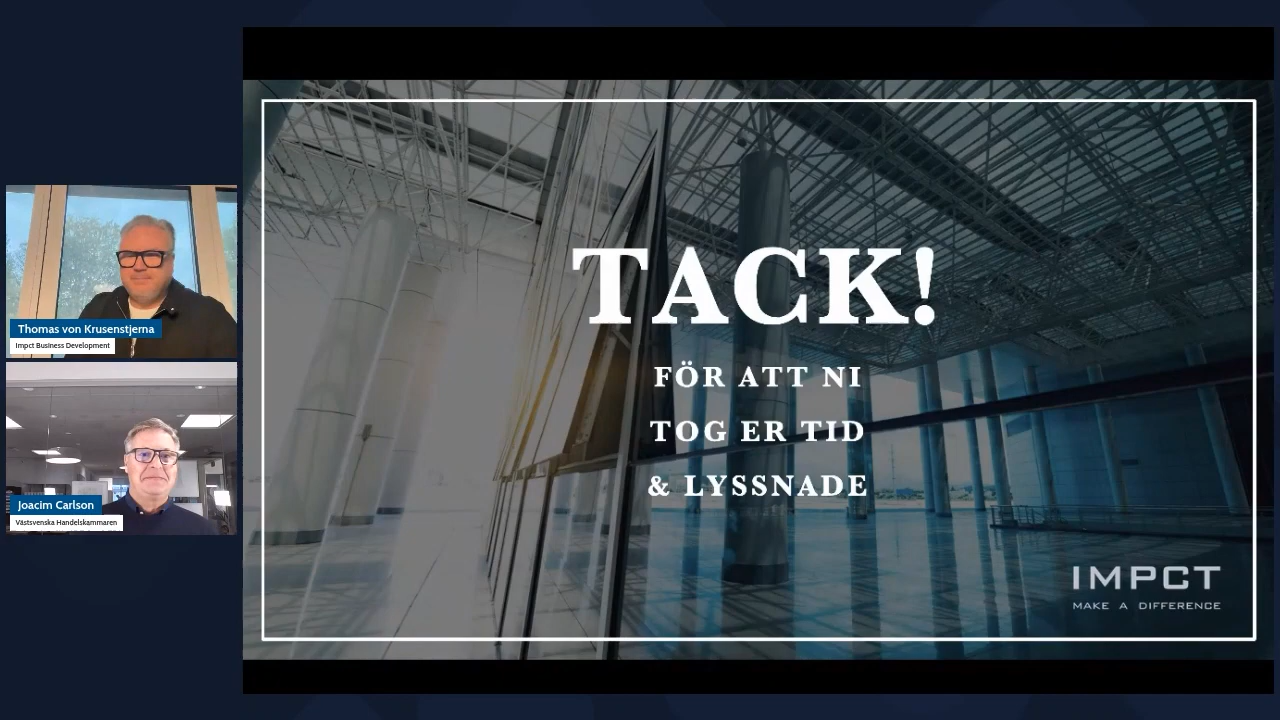 Thomas von Krusenstjerna
Impct Business Development
Joacim Carlson
Västsvenska Handelskammaren
TACK!
FÖR ATT NI
TOG ER TID
& LYSSNADE
IMPCT
MAKE A DIFFERENCE